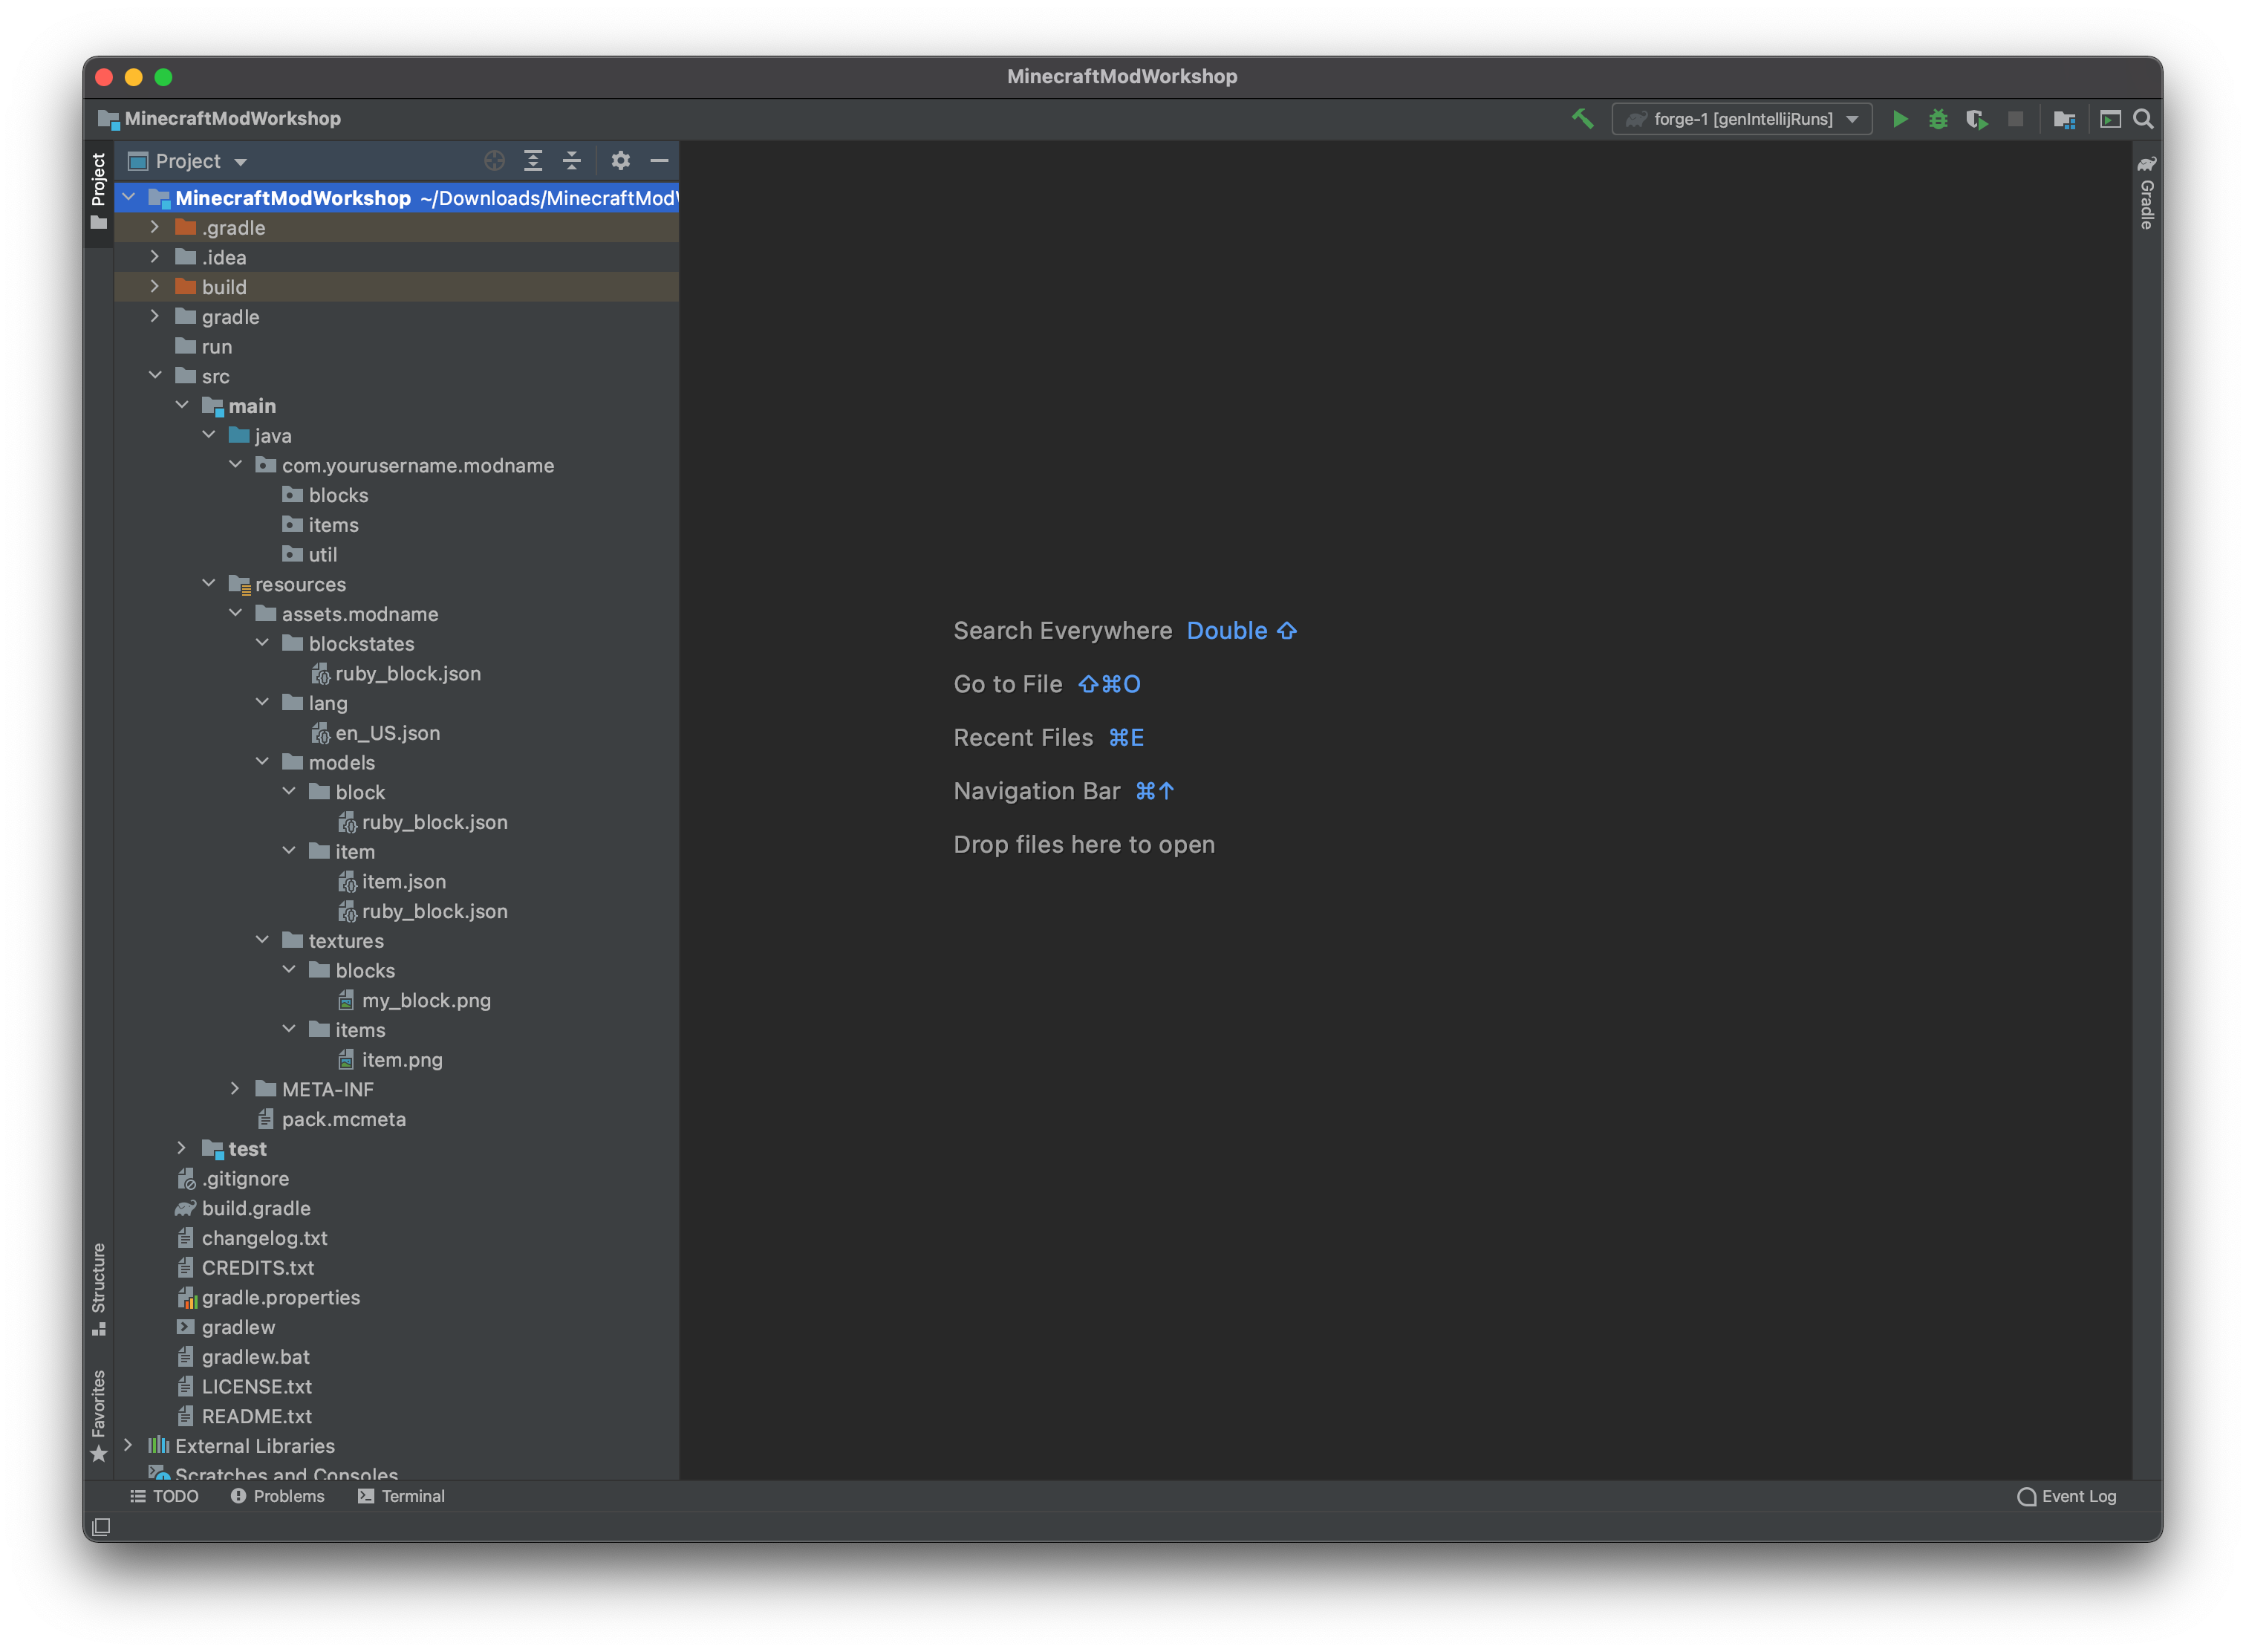 MinecraftModWorkshop
MinecraftModWorkshop
forge-1 [genIntellijRuns]
Project
Project
MinecraftModWorkshop ~/Downloads/MinecraftModW
.gradle
.idea
build
gradle
run
src
main
java
com.yourusername.modname
blocks
items
util
resources
assets.modname
blockstates
ruby_block.json
lang
en_US.json
models
block
ruby_block.json
item
item.json
ruby_block.json
textures
blocks
my_block.png
items
item.png
META-INF
pack.mcmeta
test
.gitignore
build.gradle
changelog.txt
CREDITS.txt
gradle.properties
gradlew
gradlew.bat
LICENSE.txt
README.txt
External Libraries
Scratches and Consoles
Structure
Favorites
Search Everywhere Double ⇧
Go to File ⇧⌘O
Recent Files ⌘E
Navigation Bar ⌘↑
Drop files here to open
Gradle
TODO Problems Terminal
Event Log